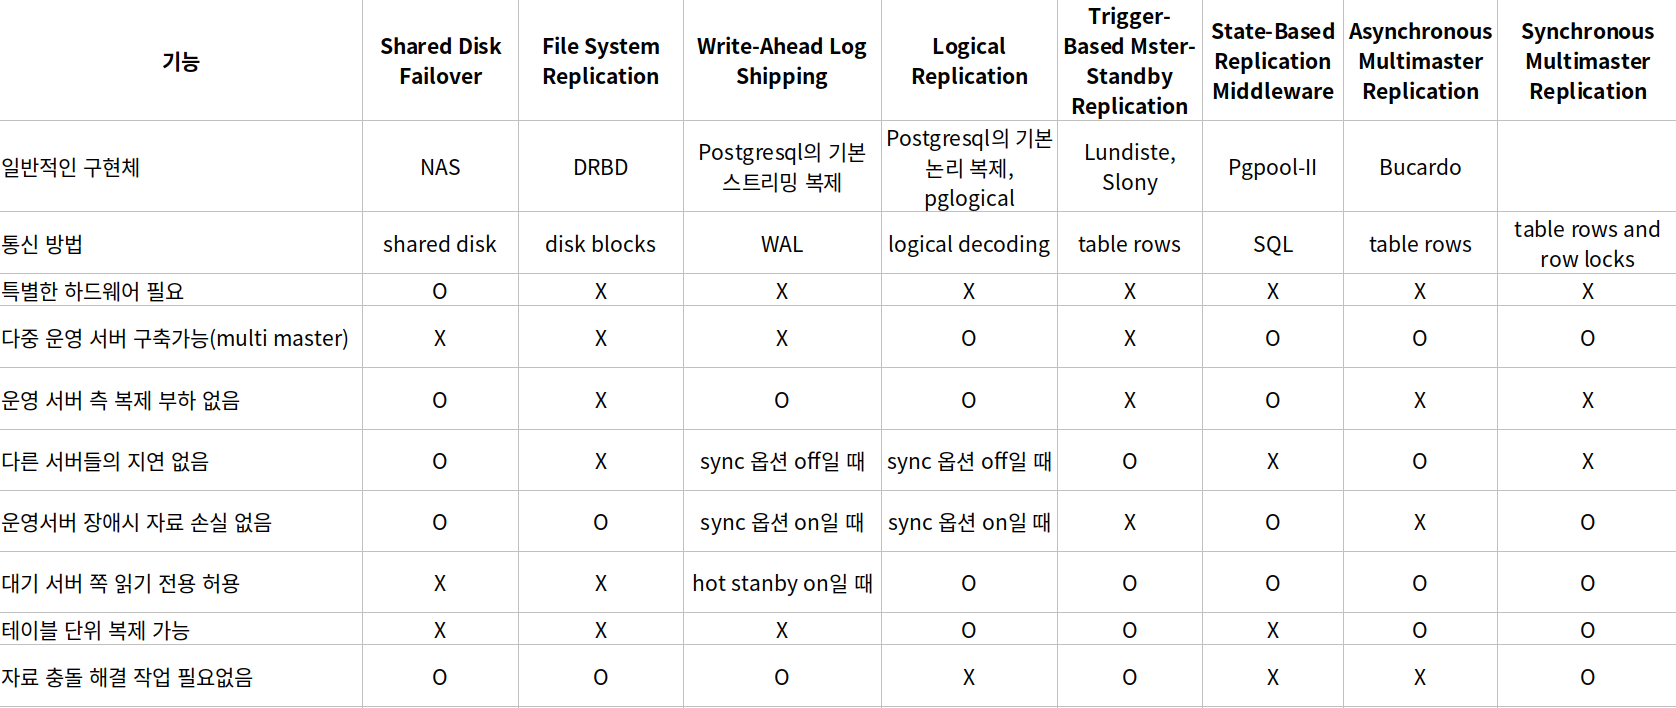 기능
Shared Disk
Failover
File System
Replication
Write-Ahead Log
Shipping
Logical
Replication
Trigger-
Based Mster-
Standby
Replication
State-Based
Replication
Middleware
Asynchronous
Multimaster
Replication
Synchronous
Multimaster
Replication
일반적인 구현체
NAS
DRBD
Postgresql의 기본
스트리밍 복제
Postgresql의 기본
논리 복제,
pglogical
Lundiste,
Slony
Pgpool-II
Bucardo
통신 방법
shared disk
disk blocks
WAL
logical decoding
table rows
SQL
table rows
table rows and
row locks
특별한 하드웨어 필요
O
X
X
X
X
X
X
X
다중 운영 서버 구축가능(multi master)
X
X
X
O
X
O
O
O
운영 서버 측 복제 부하 없음
O
X
O
O
X
O
X
X
다른 서버들의 지연 없음
O
X
sync 옵션 off일 때
sync 옵션 off일 때
O
X
O
X
운영서버 장애시 자료 손실 없음
O
O
sync 옵션 on일 때
sync 옵션 on일 때
X
O
X
O
대기 서버 쪽 읽기 전용 허용
X
X
hot stanby on일 때
O
O
O
O
O
테이블 단위 복제 가능
X
X
X
O
O
X
O
O
자료 충돌 해결 작업 필요없음
O
O
O
X
O
X
X
O